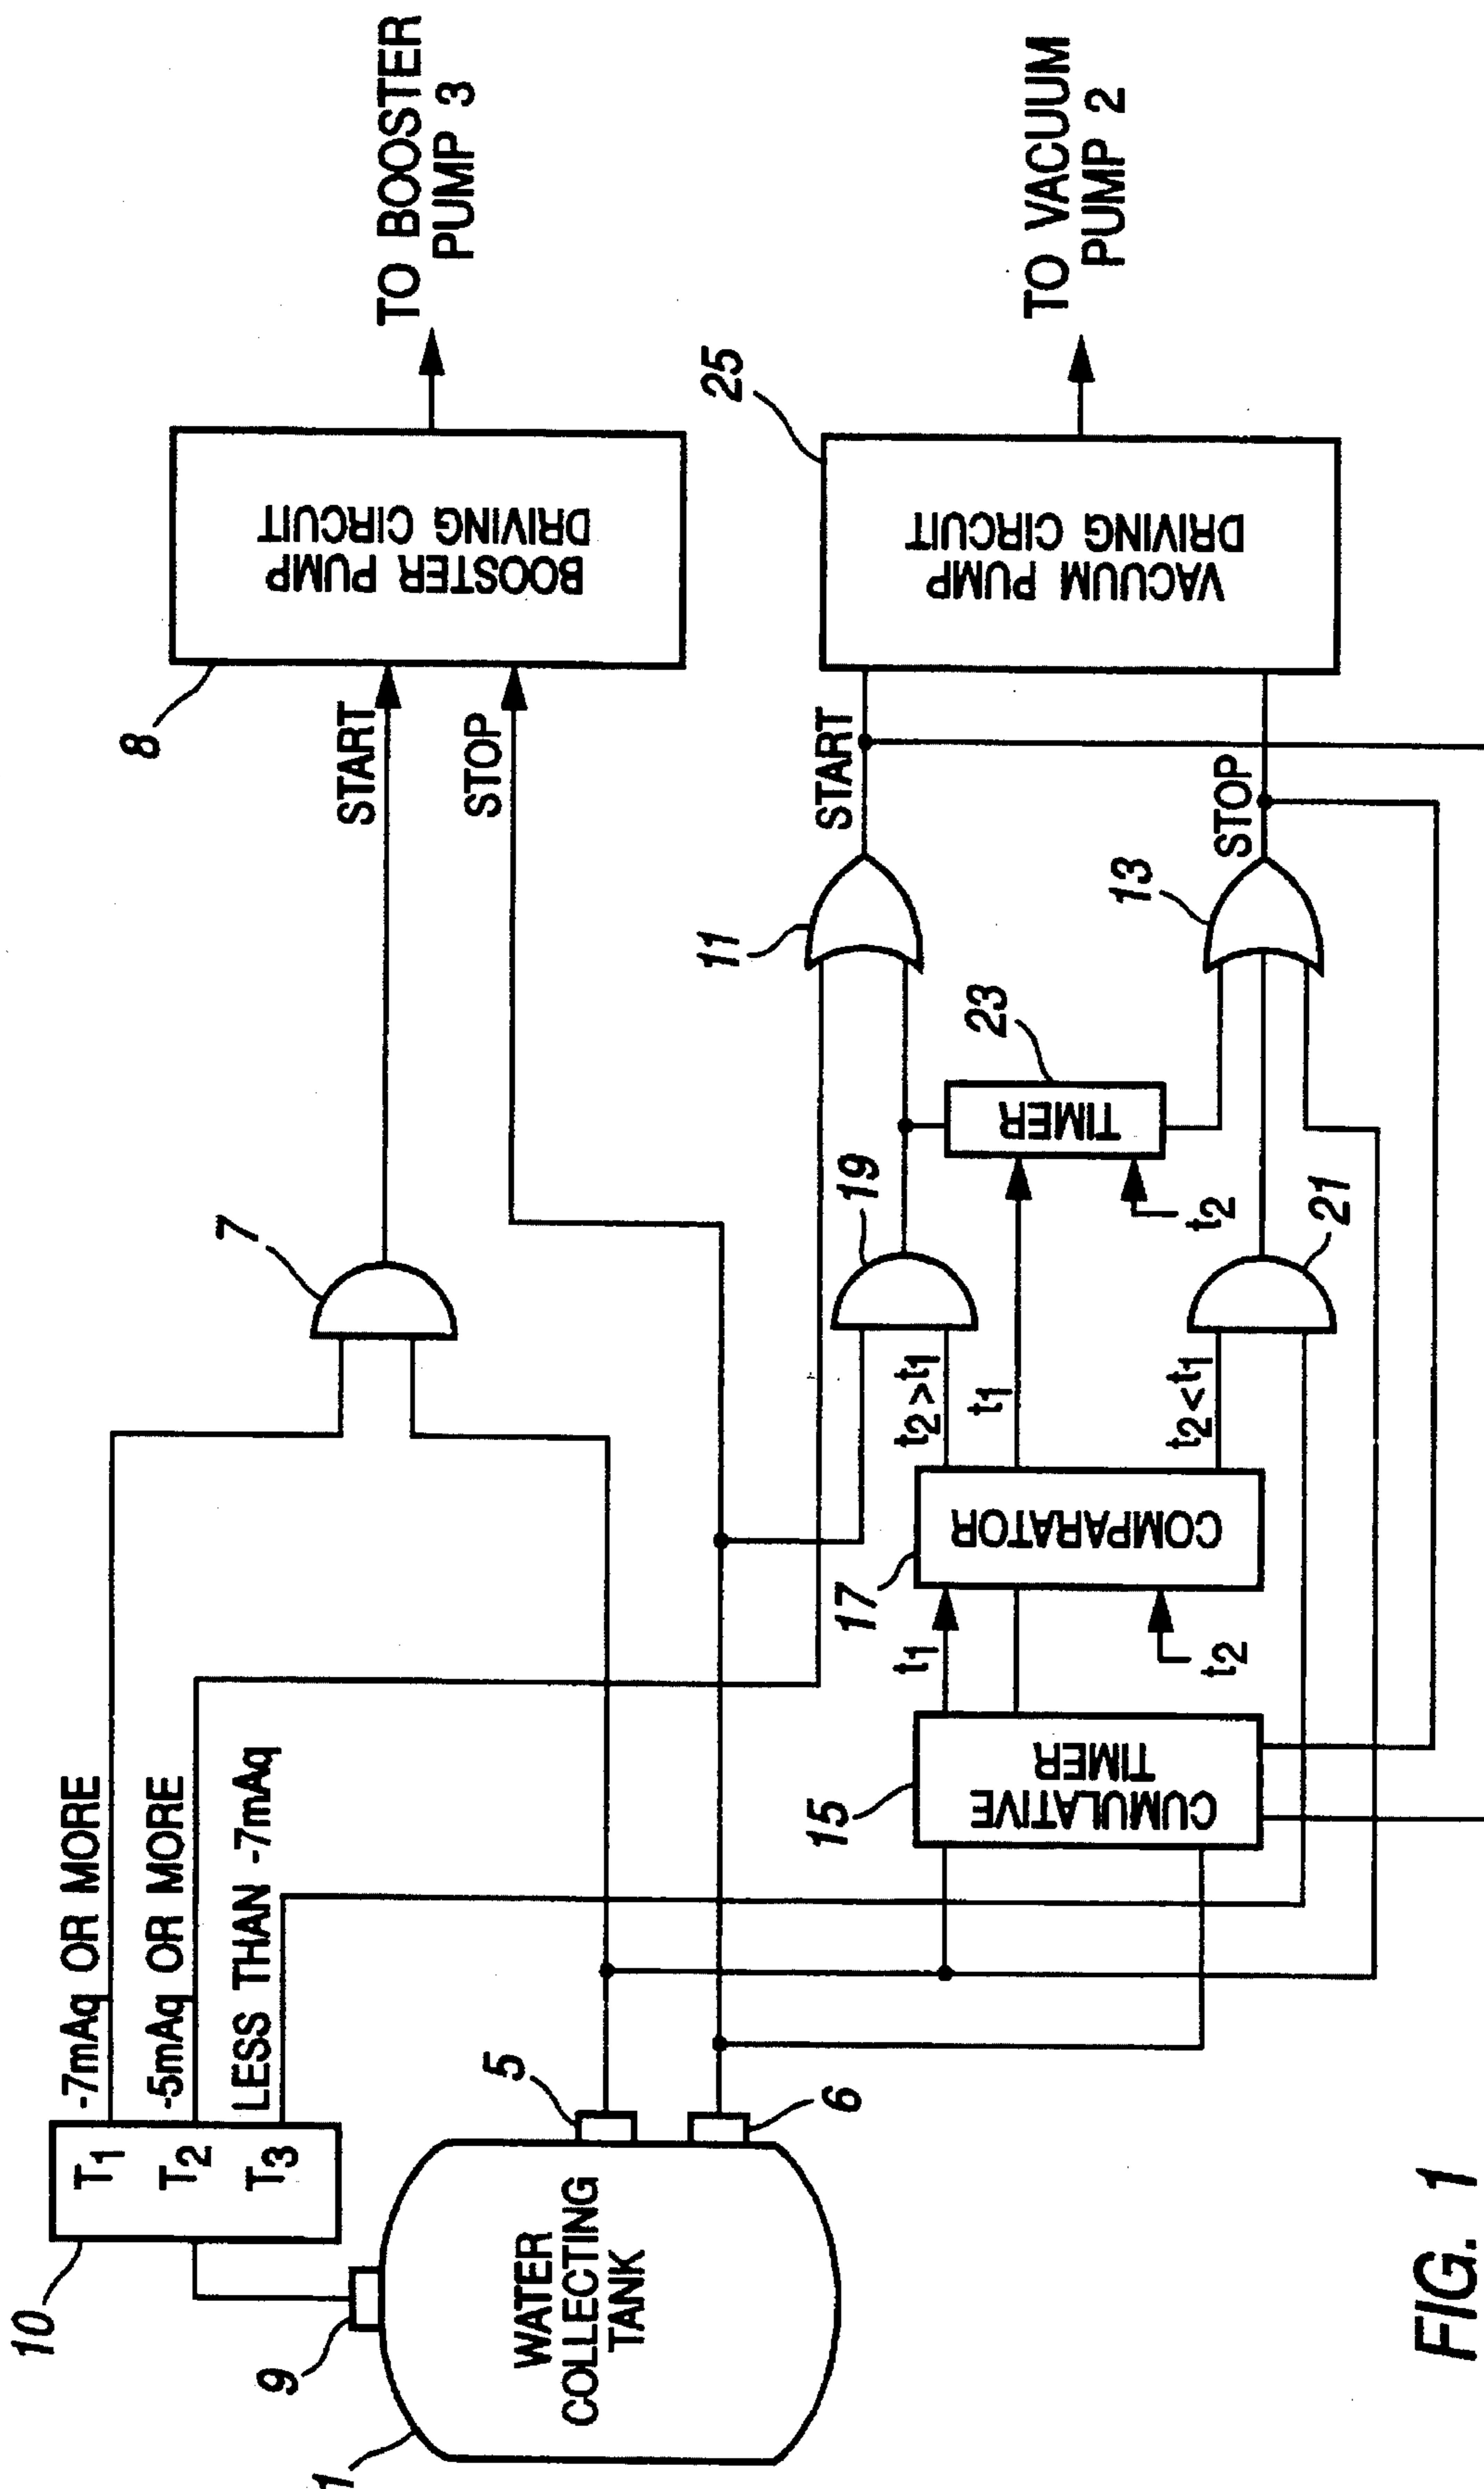 10
T1
T2
T3
-7mAq OR MORE
-5mAq OR MORE
LESS THAN -7mAq
9
1
WATER
COLLECTING
TANK
5
6
7
START
STOP
8
BOOSTER PUMP
DRIVING CIRCUIT
TO BOOSTER
PUMP 3
15
CUMULATIVE
TIMER
t1
t2
17
COMPARATOR
t2>t1
t1
t2<t1
19
21
23
TIMER
t2
11
13
START
STOP
25
VACUUM PUMP
DRIVING CIRCUIT
TO VACUUM
PUMP 2
FIG. 1